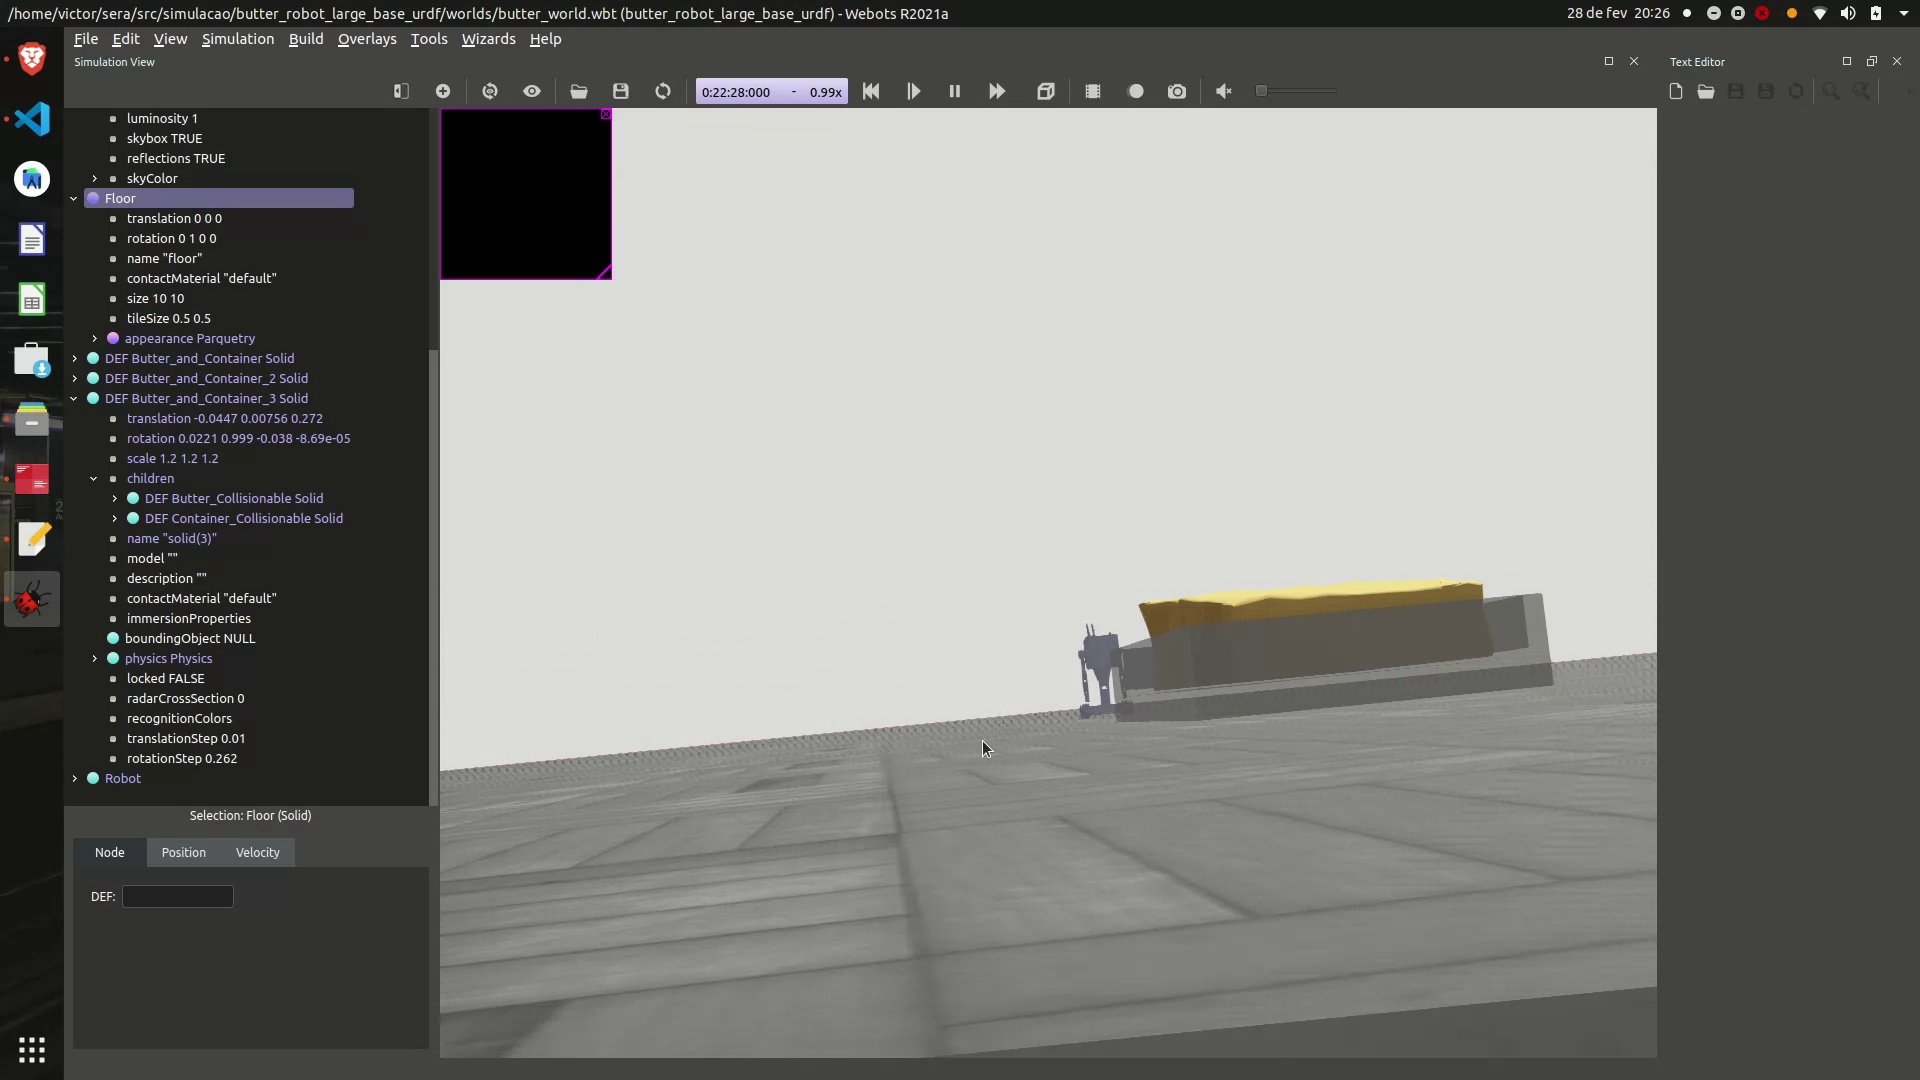 /home/victor/sera/src/simulacao/butter_robot_large_base_urdf/worlds/butter_world.wbt (butter_robot_large_base_urdf) - Webots R2021a
28 de fev 20:26
File Edit View Simulation Build Overlays Tools Wizards Help
Simulation View
Text Editor
0:22:28:000 - 0.99x
luminosity 1
skybox TRUE
reflections TRUE
skyColor
Floor
translation 0 0 0
rotation 0 1 0 0
name "floor"
contactMaterial "default"
size 10 10
tileSize 0.5 0.5
appearance Parquetry
DEF Butter_and_Container Solid
DEF Butter_and_Container_2 Solid
DEF Butter_and_Container_3 Solid
translation -0.0447 0.00756 0.272
rotation 0.0221 0.999 -0.038 -8.69e-05
scale 1.2 1.2 1.2
children
DEF Butter_Collisionable Solid
DEF Container_Collisionable Solid
name "solid(3)"
model ""
description ""
contactMaterial "default"
immersionProperties
boundingObject NULL
physics Physics
locked FALSE
radarCrossSection 0
recognitionColors
translationStep 0.01
rotationStep 0.262
Robot
Selection: Floor (Solid)
Node Position Velocity
DEF: